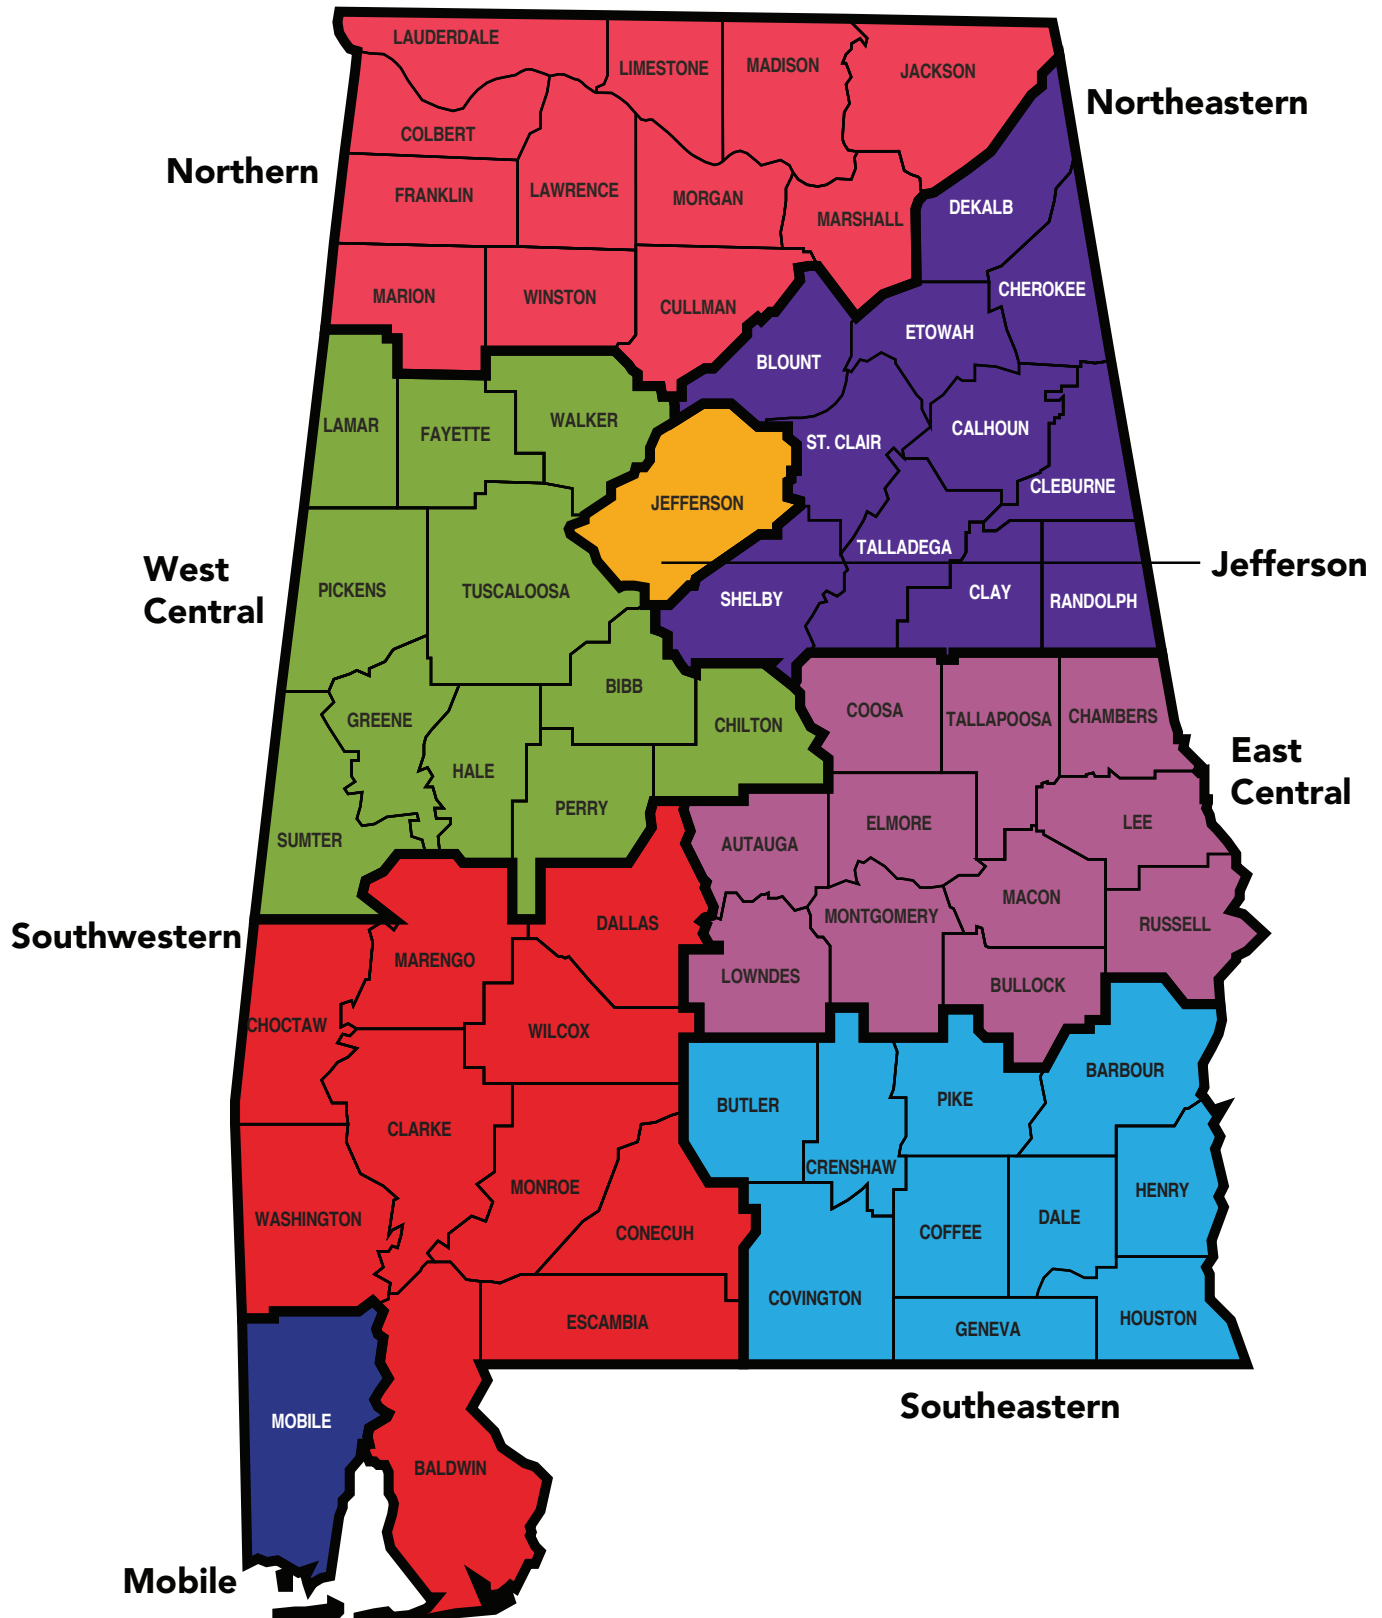 LAUDERDALE
LIMESTONE
MADISON
JACKSON
Northeastern
COLBERT
Northern
FRANKLIN
LAWRENCE
MORGAN
MARSHALL
DEKALB
MARION
WINSTON
CULLMAN
CHEROKEE
ETOWAH
BLOUNT
LAMAR
FAYETTE
WALKER
ST. CLAIR
CALHOUN
CLEBURNE
JEFFERSON
TALLADEGA
West
Central
PICKENS
TUSCALOOSA
SHELBY
CLAY
RANDOLPH
Jefferson
BIBB
GREENE
CHILTON
COOSA
TALLAPOOSA
CHAMBERS
East
Central
HALE
PERRY
SUMTER
AUTAUGA
ELMORE
LEE
MACON
MONTGOMERY
RUSSELL
Southwestern
DALLAS
MARENGO
LOWNDES
BULLOCK
CHOCTAW
WILCOX
BARBOUR
BUTLER
PIKE
CLARKE
CRENSHAW
MONROE
HENRY
WASHINGTON
CONECUH
COFFEE
DALE
COVINGTON
ESCAMBIA
GENEVA
HOUSTON
Southeastern
MOBILE
BALDWIN
Mobile